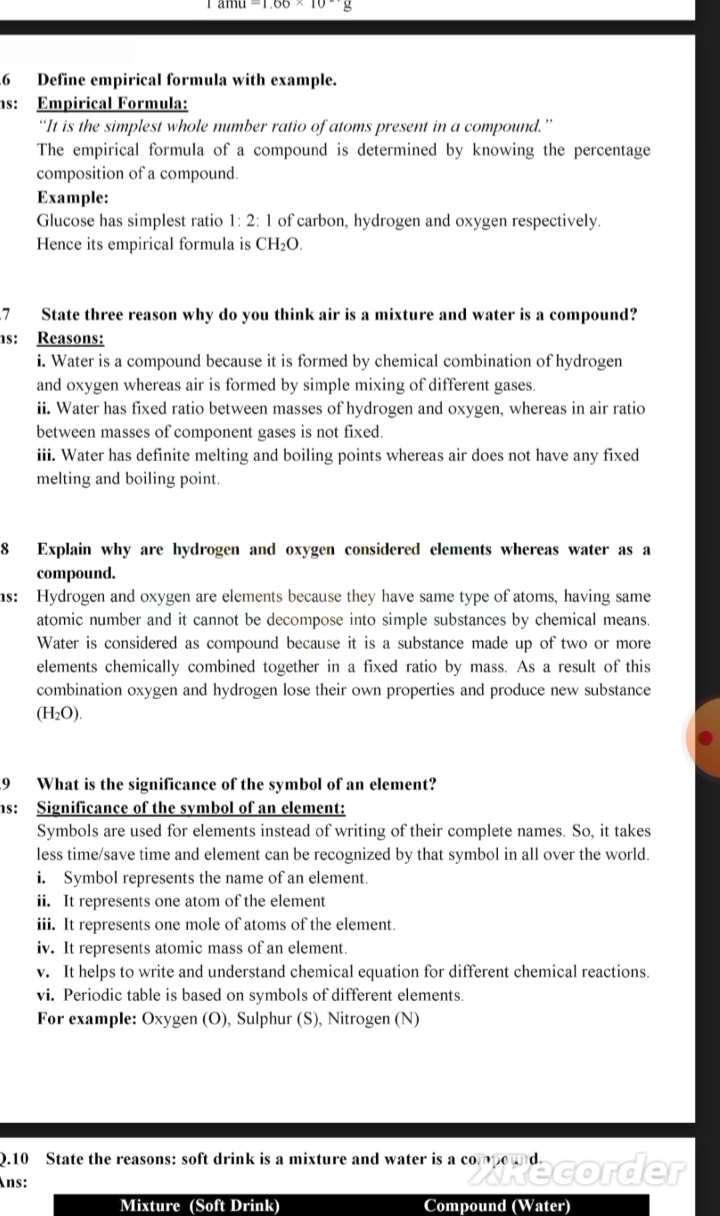 1 amu =1.66 × 10⁻²⁴g
.6 Define empirical formula with example.
ns: Empirical Formula:
“It is the simplest whole number ratio of atoms present in a compound.”
The empirical formula of a compound is determined by knowing the percentage
composition of a compound.
Example:
Glucose has simplest ratio 1: 2: 1 of carbon, hydrogen and oxygen respectively.
Hence its empirical formula is CH₂O.
.7 State three reason why do you think air is a mixture and water is a compound?
ns: Reasons:
i. Water is a compound because it is formed by chemical combination of hydrogen
and oxygen whereas air is formed by simple mixing of different gases.
ii. Water has fixed ratio between masses of hydrogen and oxygen, whereas in air ratio
between masses of component gases is not fixed.
iii. Water has definite melting and boiling points whereas air does not have any fixed
melting and boiling point.
8 Explain why are hydrogen and oxygen considered elements whereas water as a
compound.
ns: Hydrogen and oxygen are elements because they have same type of atoms, having same
atomic number and it cannot be decompose into simple substances by chemical means.
Water is considered as compound because it is a substance made up of two or more
elements chemically combined together in a fixed ratio by mass. As a result of this
combination oxygen and hydrogen lose their own properties and produce new substance
(H₂O).
.9 What is the significance of the symbol of an element?
ns: Significance of the symbol of an element:
Symbols are used for elements instead of writing of their complete names. So, it takes
less time/save time and element can be recognized by that symbol in all over the world.
i. Symbol represents the name of an element.
ii. It represents one atom of the element
iii. It represents one mole of atoms of the element.
iv. It represents atomic mass of an element.
v. It helps to write and understand chemical equation for different chemical reactions.
vi. Periodic table is based on symbols of different elements.
For example: Oxygen (O), Sulphur (S), Nitrogen (N)
Q.10 State the reasons: soft drink is a mixture and water is a compound.
XRecorder
Ans:
Mixture (Soft Drink) Compound (Water)